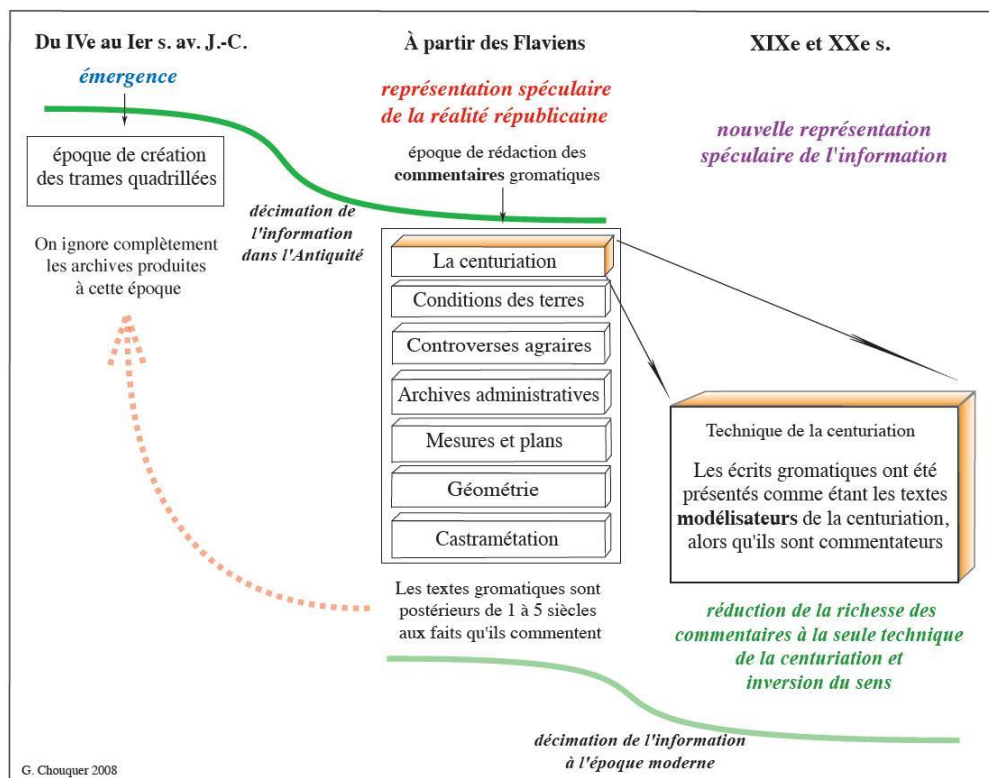 Du IVe au Ier s. av. J.-C.
émergence
époque de création
des trames quadrillées
On ignore complètement
les archives produites
à cette époque
décimation de
l'information
dans l'Antiquité
À partir des Flaviens
représentation spéculaire
de la réalité républicaine
époque de rédaction des
commentaires gromatiques
La centuriation
Conditions des terres
Controverses agraires
Archives administratives
Mesures et plans
Géométrie
Castramétation
Les textes gromatiques sont
postérieurs de 1 à 5 siècles
aux faits qu'ils commentent
XIXe et XXe s.
nouvelle représentation
spéculaire de l'information
Technique de la centuriation
Les écrits gromatiques ont été
présentés comme étant les textes
modélisateurs de la centuriation,
alors qu'ils sont commentateurs
réduction de la richesse des
commentaires à la seule technique
de la centuriation et
inversion du sens
décimation de l'information
à l'époque moderne
G. Chouquer 2008